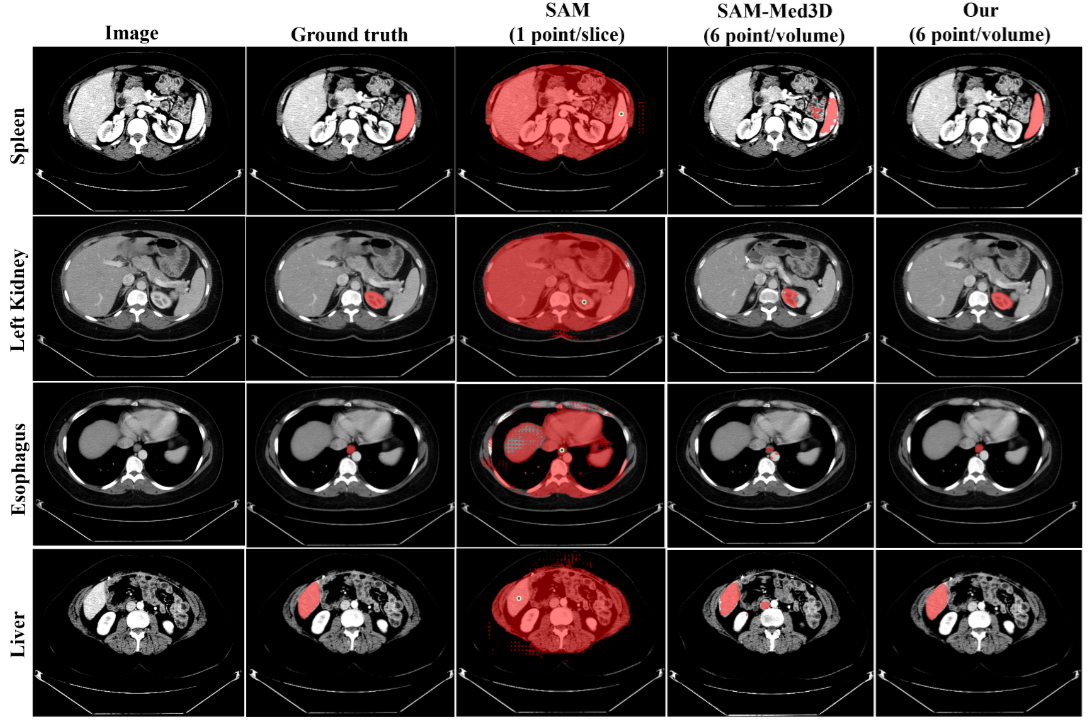 Image
Ground truth
SAM
(1 point/slice)
SAM-Med3D
(6 point/volume)
Our
(6 point/volume)
Spleen
Left Kidney
Esophagus
Liver